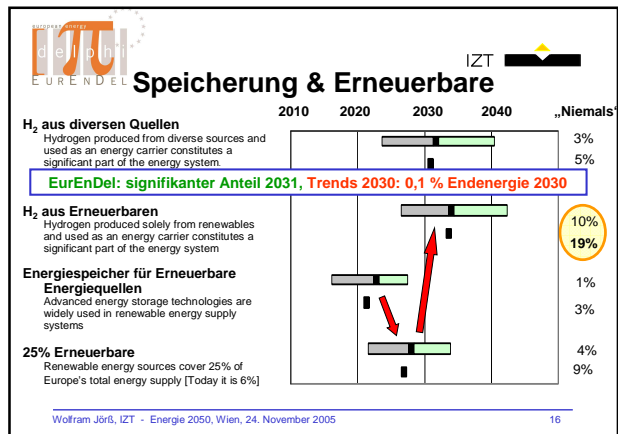 european energy
delphi
EURENDEL
IZT
Speicherung & Erneuerbare
2010 2020 2030 2040 „Niemals“
H2 aus diversen Quellen
Hydrogen produced from diverse sources and
used as an energy carrier constitutes a
significant part of the energy system.
3%
5%
EurEnDel: signifikanter Anteil 2031, Trends 2030: 0,1 % Endenergie 2030
H2 aus Erneuerbaren
Hydrogen produced solely from renewables
and used as an energy carrier constitutes a
significant part of the energy system
10%
19%
Energiespeicher für Erneuerbare
Energiequellen
Advanced energy storage technologies are
widely used in renewable energy supply
systems
1%
3%
25% Erneuerbare
Renewable energy sources cover 25% of
Europe's total energy supply [Today it is 6%]
4%
9%
Wolfram Jörß, IZT - Energie 2050, Wien, 24. November 2005 16